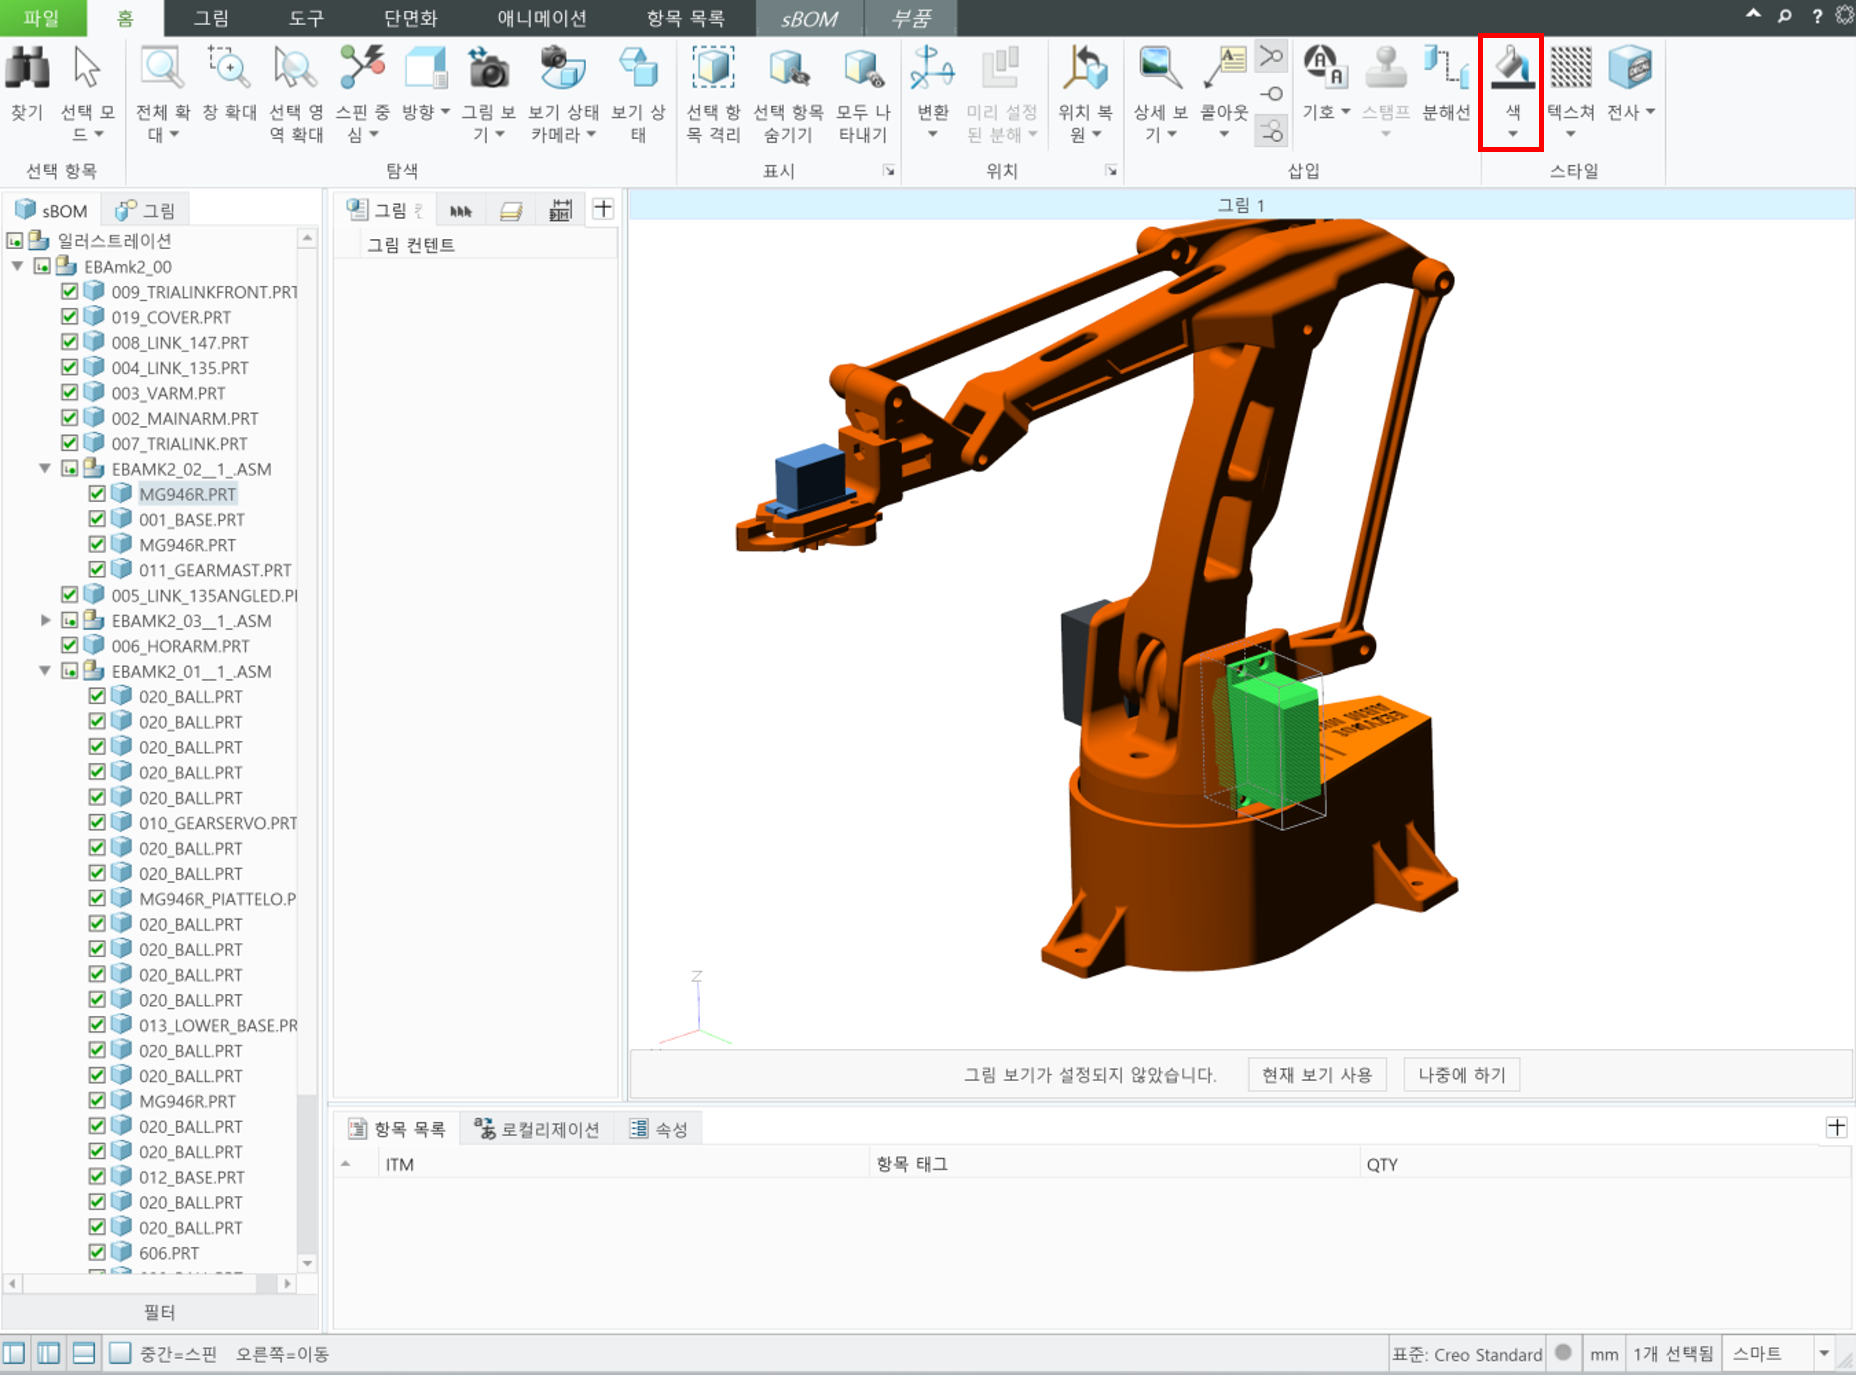 파일 홈 그림 도구 단면화 애니메이션 항목 목록 sBOM 부품
찾기 선택 모드 전체 확대 창 확대 선택 영역 확대 스핀 중심 방향 그림 보기 보기 상태 카메라 보기 상태 선택 항목 격리 선택 항목 숨기기 모두 나타내기 변환 미리 설정된 분해 위치 복원 상세 보기 콜아웃 기호 스탬프 분해선 색 텍스쳐 전사
선택 항목 탐색 표시 위치 삽입 스타일
sBOM 그림
일러스트레이션
EBAmk2_00
009_TRIALINKFRONT.PRT
019_COVER.PRT
008_LINK_147.PRT
004_LINK_135.PRT
003_VARM.PRT
002_MAINARM.PRT
007_TRIALINK.PRT
EBAMK2_02__1_.ASM
MG946R.PRT
001_BASE.PRT
MG946R.PRT
011_GEARMAST.PRT
005_LINK_135ANGLED.P
EBAMK2_03__1_.ASM
006_HORARM.PRT
EBAMK2_01__1_.ASM
020_BALL.PRT
020_BALL.PRT
020_BALL.PRT
020_BALL.PRT
020_BALL.PRT
010_GEARSERVO.PRT
020_BALL.PRT
020_BALL.PRT
MG946R_PIATTELO.P
020_BALL.PRT
020_BALL.PRT
020_BALL.PRT
020_BALL.PRT
013_LOWER_BASE.PR
020_BALL.PRT
020_BALL.PRT
MG946R.PRT
020_BALL.PRT
020_BALL.PRT
012_BASE.PRT
020_BALL.PRT
020_BALL.PRT
606.PRT
필터
그림
그림 컨텐트
그림 1
Z
그림 보기가 설정되지 않았습니다. 현재 보기 사용 나중에 하기
항목 목록 로컬리제이션 속성
ITM 항목 태그 QTY
중간=스핀 오른쪽=이동
표준: Creo Standard mm 1개 선택됨 스마트